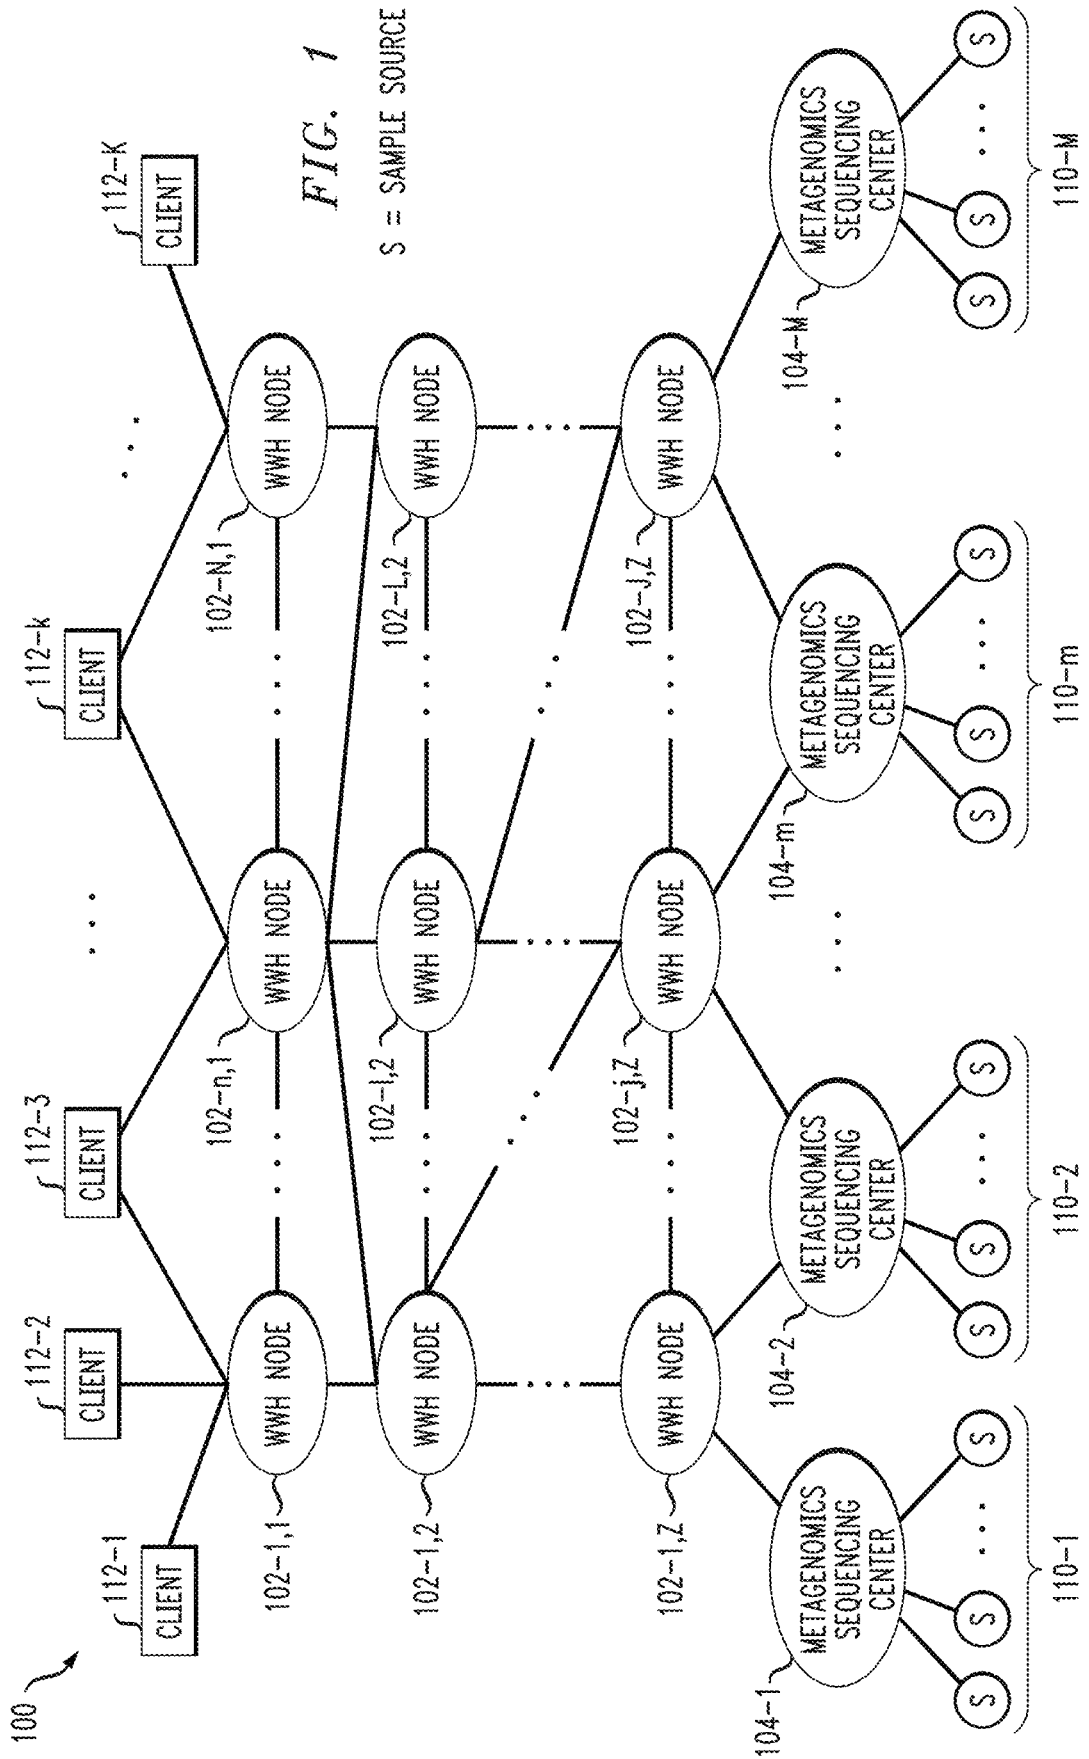 100
112-1
CLIENT
112-2
CLIENT
112-3
CLIENT
112-k
CLIENT
112-K
CLIENT
FIG. 1
S = SAMPLE SOURCE
WWH NODE
102-1,1
WWH NODE
102-n,1
WWH NODE
102-N,1
WWH NODE
102-1,2
WWH NODE
102-l,2
WWH NODE
102-L,2
WWH NODE
102-1,Z
WWH NODE
102-j,Z
WWH NODE
102-J,Z
METAGENOMICS
SEQUENCING
CENTER
104-1
METAGENOMICS
SEQUENCING
CENTER
104-2
METAGENOMICS
SEQUENCING
CENTER
104-m
METAGENOMICS
SEQUENCING
CENTER
104-M
S S S
S S S
S S S
S S S
110-1
110-2
110-m
110-M